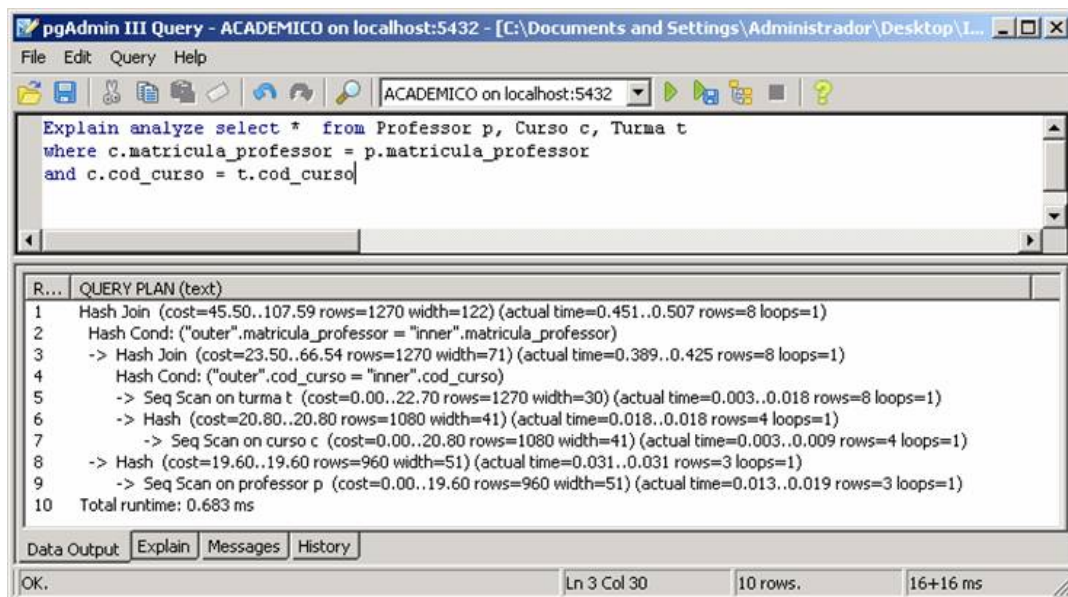 pgAdmin III Query - ACADEMICO on localhost:5432 - [C:\Documents and Settings\Administrador\Desktop\I...
File Edit Query Help
ACADEMICO on localhost:5432
Explain analyze select * from Professor p, Curso c, Turma t
where c.matricula_professor = p.matricula_professor
and c.cod_curso = t.cod_curso
R... QUERY PLAN (text)
1 Hash Join (cost=45.50..107.59 rows=1270 width=122) (actual time=0.451..0.507 rows=8 loops=1)
2 Hash Cond: ("outer".matricula_professor = "inner".matricula_professor)
3 -> Hash Join (cost=23.50..66.54 rows=1270 width=71) (actual time=0.389..0.425 rows=8 loops=1)
4 Hash Cond: ("outer".cod_curso = "inner".cod_curso)
5 -> Seq Scan on turma t (cost=0.00..22.70 rows=1270 width=30) (actual time=0.003..0.018 rows=8 loops=1)
6 -> Hash (cost=20.80..20.80 rows=1080 width=41) (actual time=0.018..0.018 rows=4 loops=1)
7 -> Seq Scan on curso c (cost=0.00..20.80 rows=1080 width=41) (actual time=0.003..0.009 rows=4 loops=1)
8 -> Hash (cost=19.60..19.60 rows=960 width=51) (actual time=0.031..0.031 rows=3 loops=1)
9 -> Seq Scan on professor p (cost=0.00..19.60 rows=960 width=51) (actual time=0.013..0.019 rows=3 loops=1)
10 Total runtime: 0.683 ms
Data Output Explain Messages History
OK. Ln 3 Col 30 10 rows. 16+16 ms